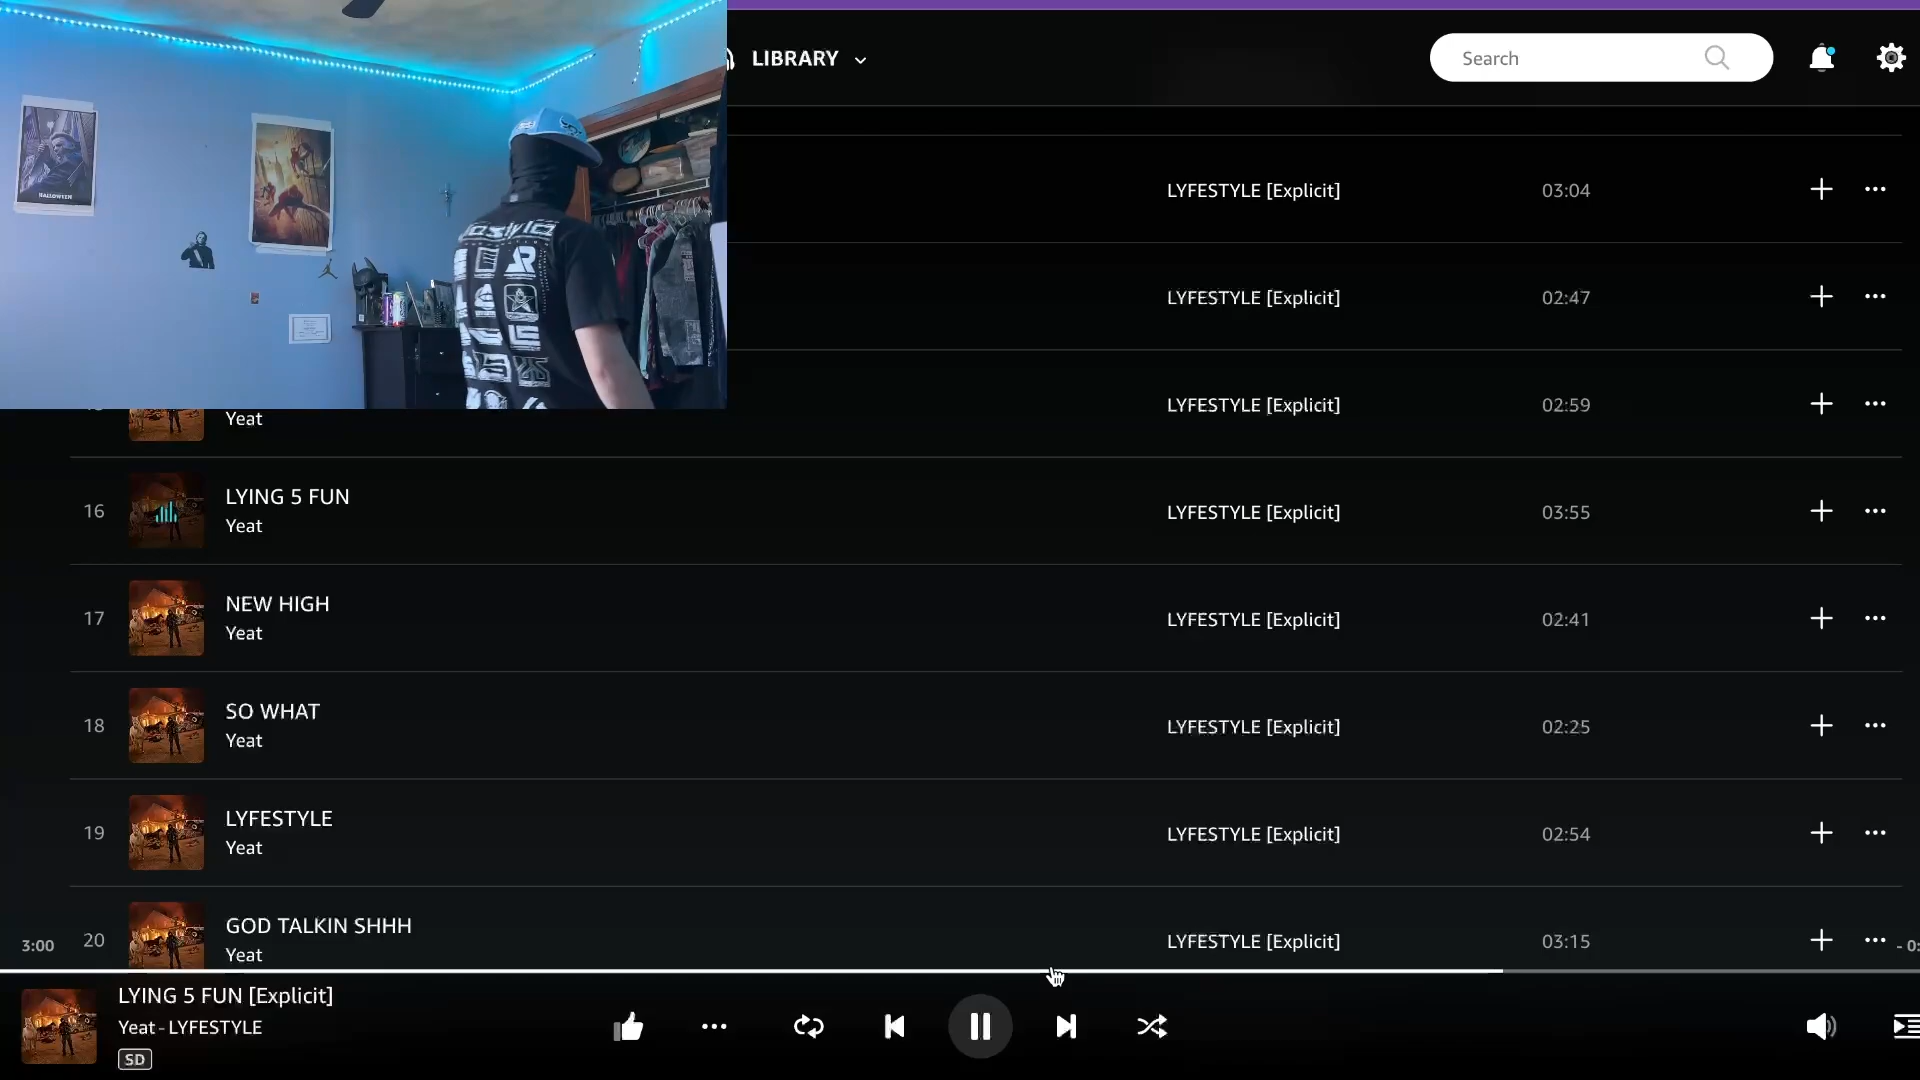 LIBRARY
Search
HALLOWEEN
LYFESTYLE [Explicit] 03:04
LYFESTYLE [Explicit] 02:47
Yeat LYFESTYLE [Explicit] 02:59
16 LYING 5 FUN
Yeat LYFESTYLE [Explicit] 03:55
17 NEW HIGH
Yeat LYFESTYLE [Explicit] 02:41
18 SO WHAT
Yeat LYFESTYLE [Explicit] 02:25
19 LYFESTYLE
Yeat LYFESTYLE [Explicit] 02:54
20 GOD TALKIN SHHH
Yeat LYFESTYLE [Explicit] 03:15
3:00
LYING 5 FUN [Explicit]
Yeat - LYFESTYLE
SD